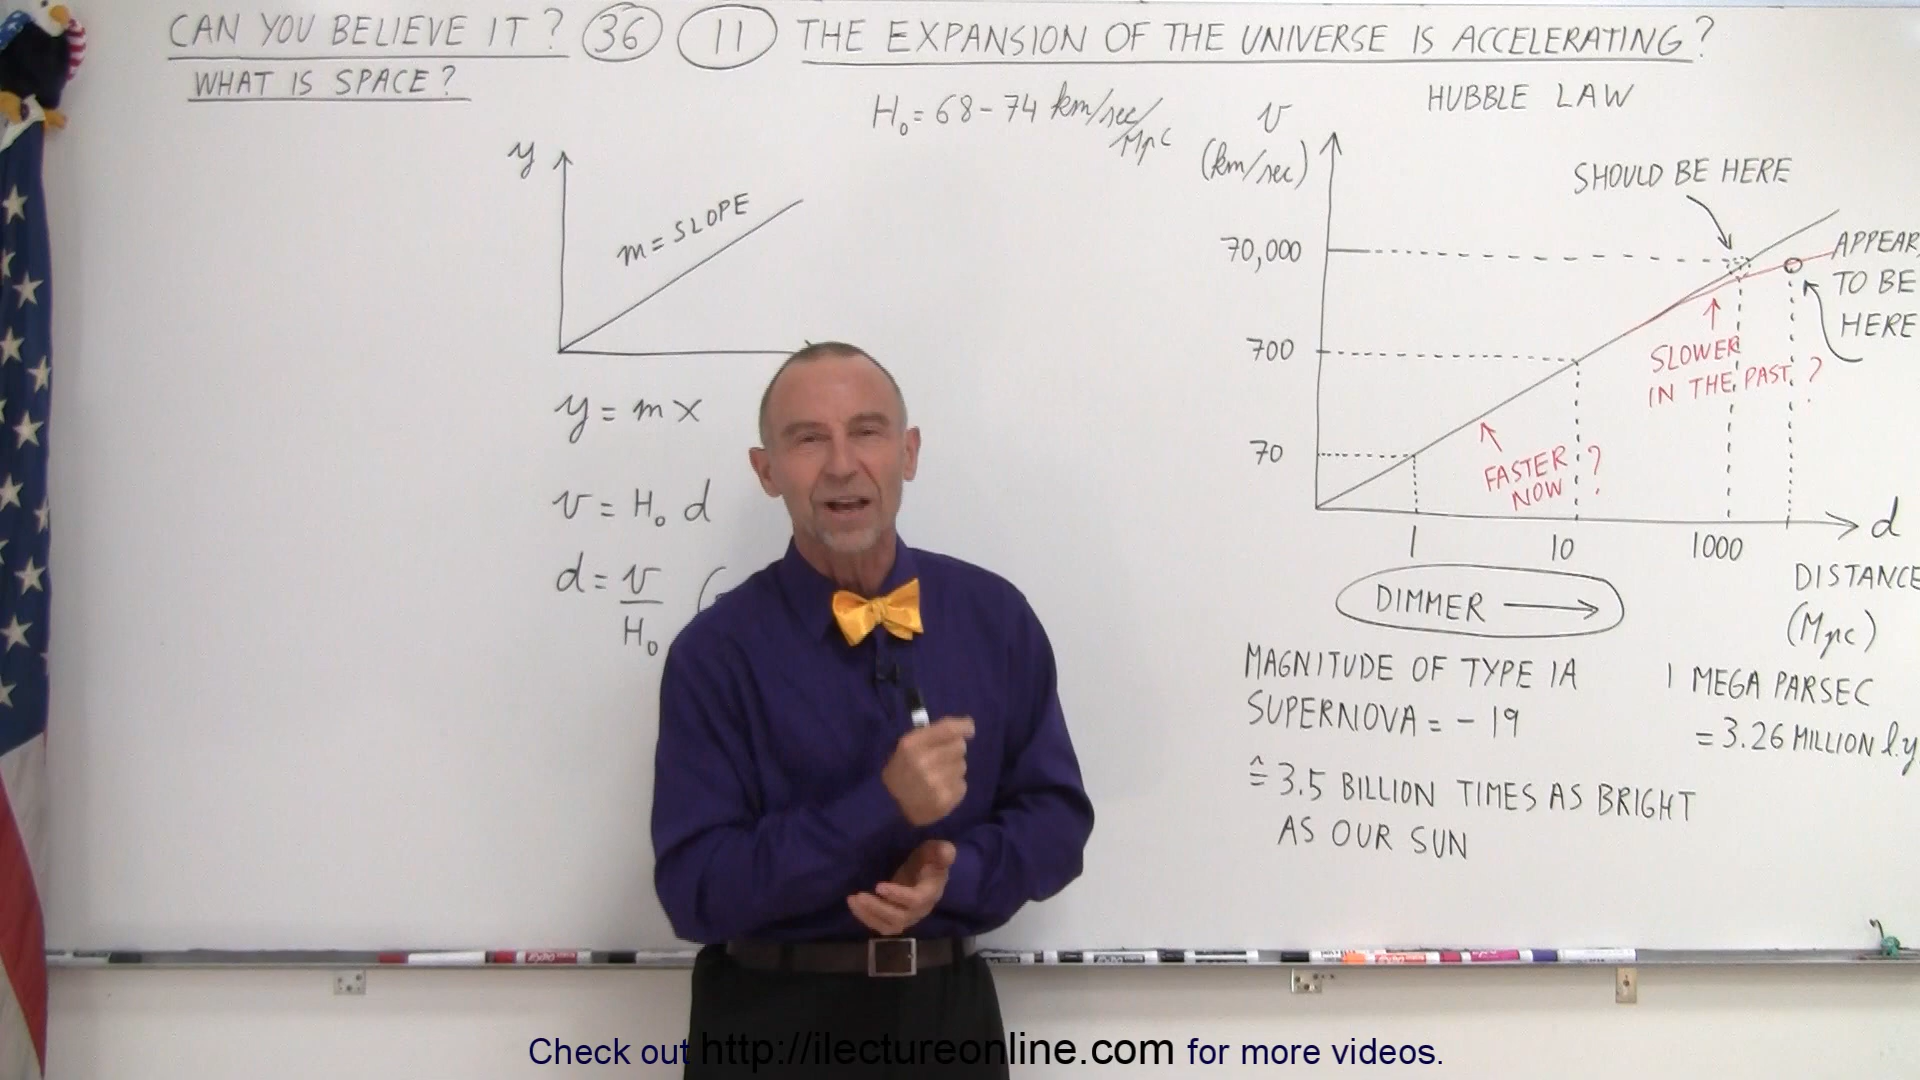 CAN YOU BELIEVE IT? 36 11 THE EXPANSION OF THE UNIVERSE IS ACCELERATING?
WHAT IS SPACE?
H₀ = 68 - 74 km/sec/Mpc
HUBBLE LAW
y
m = SLOPE
y = m x
v = H₀ d
d = v
H₀
(
v
(km/sec)
70,000
700
70
SHOULD BE HERE
APPEAR
TO BE
HERE
SLOWER
IN THE PAST ?
FASTER
NOW ?
1 10 1000
d
DISTANCE
(Mpc)
DIMMER →
MAGNITUDE OF TYPE 1A
SUPERNOVA = -19
≙ 3.5 BILLION TIMES AS BRIGHT
AS OUR SUN
1 MEGA PARSEC
= 3.26 MILLION l.y.
Check out http://ilectureonline.com for more videos.